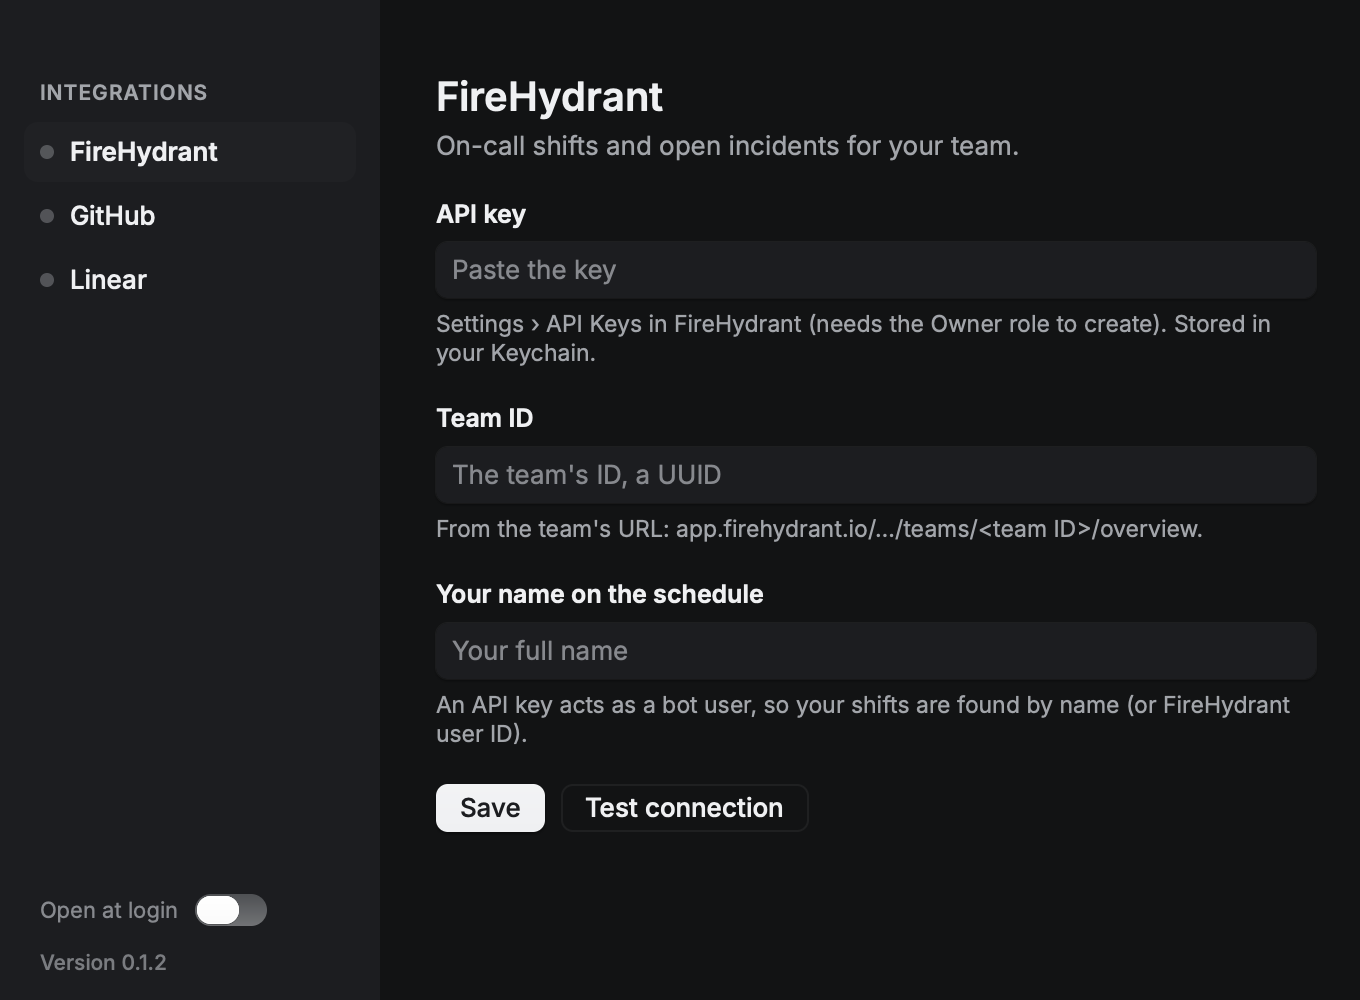 INTEGRATIONS
FireHydrant
GitHub
Linear
Open at login
Version 0.1.2
FireHydrant
On-call shifts and open incidents for your team.
API key
Paste the key
Settings › API Keys in FireHydrant (needs the Owner role to create). Stored in
your Keychain.
Team ID
The team's ID, a UUID
From the team's URL: app.firehydrant.io/.../teams/<team ID>/overview.
Your name on the schedule
Your full name
An API key acts as a bot user, so your shifts are found by name (or FireHydrant
user ID).
Save
Test connection